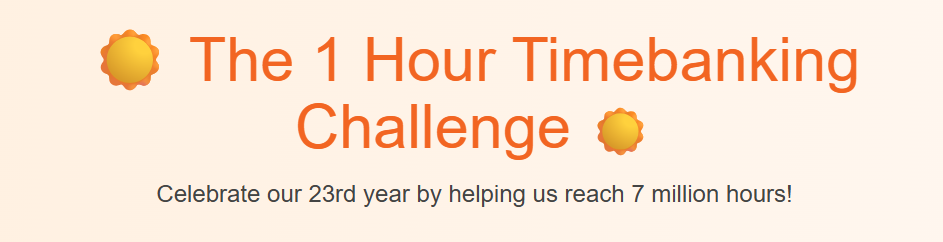 The 1 Hour Timebanking
Challenge
Celebrate our 23rd year by helping us reach 7 million hours!